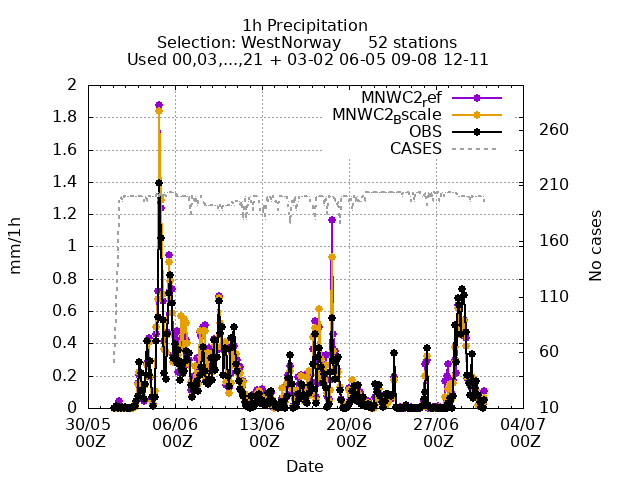 1h Precipitation
Selection: WestNorway 52 stations
Used 00,03,...,21 + 03-02 06-05 09-08 12-11
MNWC2ref
MNWC2Bscale
OBS
CASES
mm/1h
2
1.8
1.6
1.4
1.2
1
0.8
0.6
0.4
0.2
0
No cases
260
210
160
110
60
10
30/05 06/06 13/06 20/06 27/06 04/07
00Z 00Z 00Z 00Z 00Z 00Z
Date